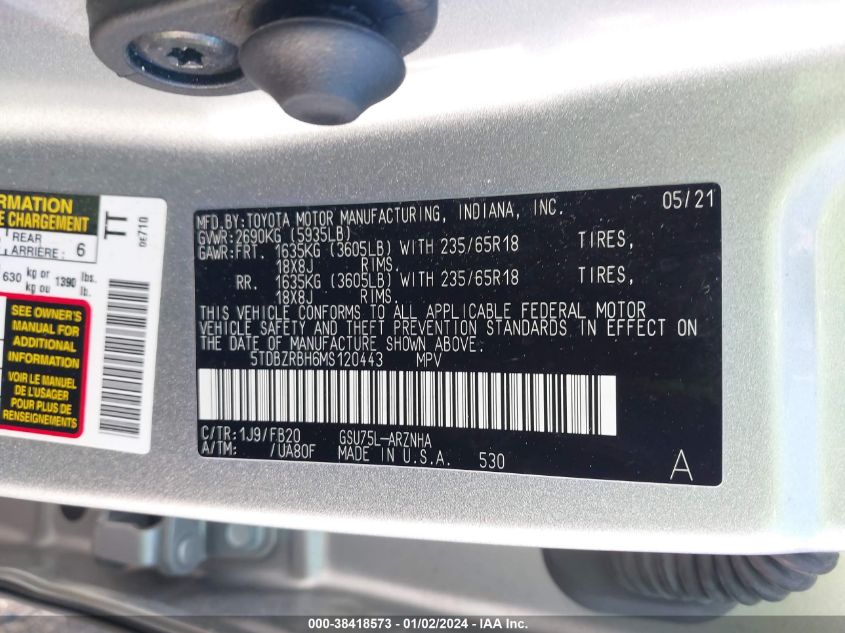 RMATION
E CHARGEMENT
TT
0E710
REAR
ARRIÈRE: 6
630 kg or 1390 lbs.
kg ou lb.
SEE OWNER'S
MANUAL FOR
ADDITIONAL
INFORMATION
VOIR LE MANUEL
DE L'USAGER
POUR PLUS DE
RENSEIGNEMENTS
MFD.BY:TOYOTA MOTOR MANUFACTURING, INDIANA, INC. 05/21
GVWR:2690KG (5935LB)
GAWR:FRT. 1635KG (3605LB) WITH 235/65R18 TIRES,
18X8J RIMS.
RR. 1635KG (3605LB) WITH 235/65R18 TIRES,
18X8J RIMS.
THIS VEHICLE CONFORMS TO ALL APPLICABLE FEDERAL MOTOR
VEHICLE SAFETY AND THEFT PREVENTION STANDARDS IN EFFECT ON
THE DATE OF MANUFACTURE SHOWN ABOVE.
5TDBZRBH6MS120443 MPV
C/TR:1J9/FB20 GSU75L-ARZNHA
A/TM: /UA80F MADE IN U.S.A. 530
A
000-38418573 - 01/02/2024 - IAA Inc.